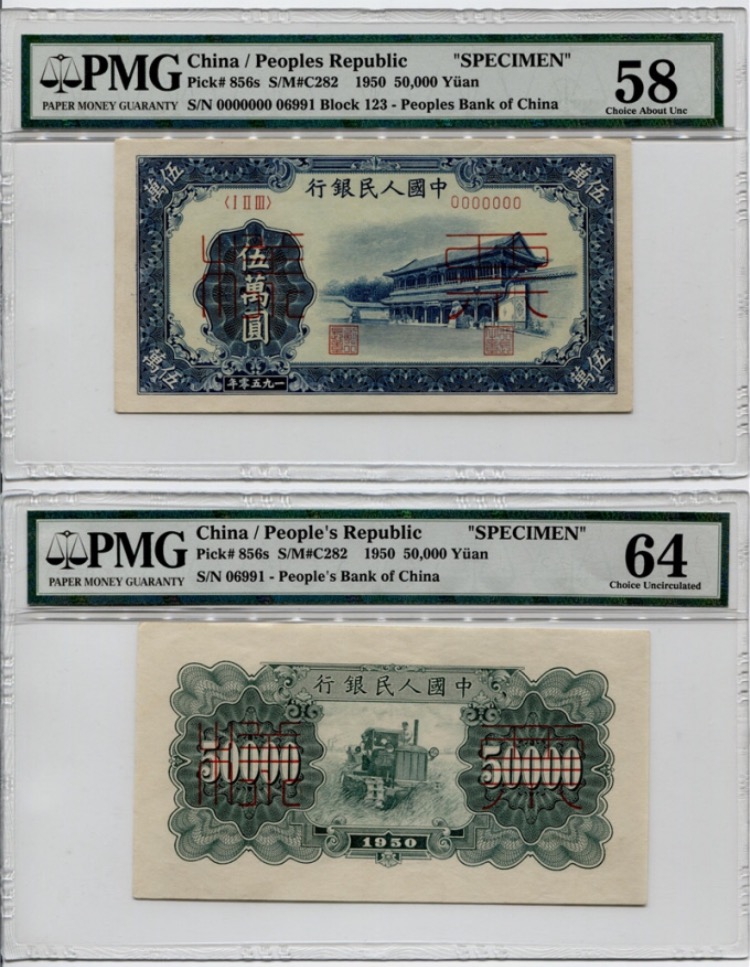 PMG
PAPER MONEY GUARANTY
China / Peoples Republic "SPECIMEN"
Pick# 856s S/M#C282 1950 50,000 Yüan
S/N 0000000 06991 Block 123 - Peoples Bank of China
58
Choice About Unc
伍萬
伍萬
中國人民銀行
〈I II III〉
0000000
伍萬圓
伍萬
伍萬
一九五零年
PMG
PAPER MONEY GUARANTY
China / People's Republic "SPECIMEN"
Pick# 856s S/M#C282 1950 50,000 Yüan
S/N 06991 - People's Bank of China
64
Choice Uncirculated
中國人民銀行
50000
50000
1950